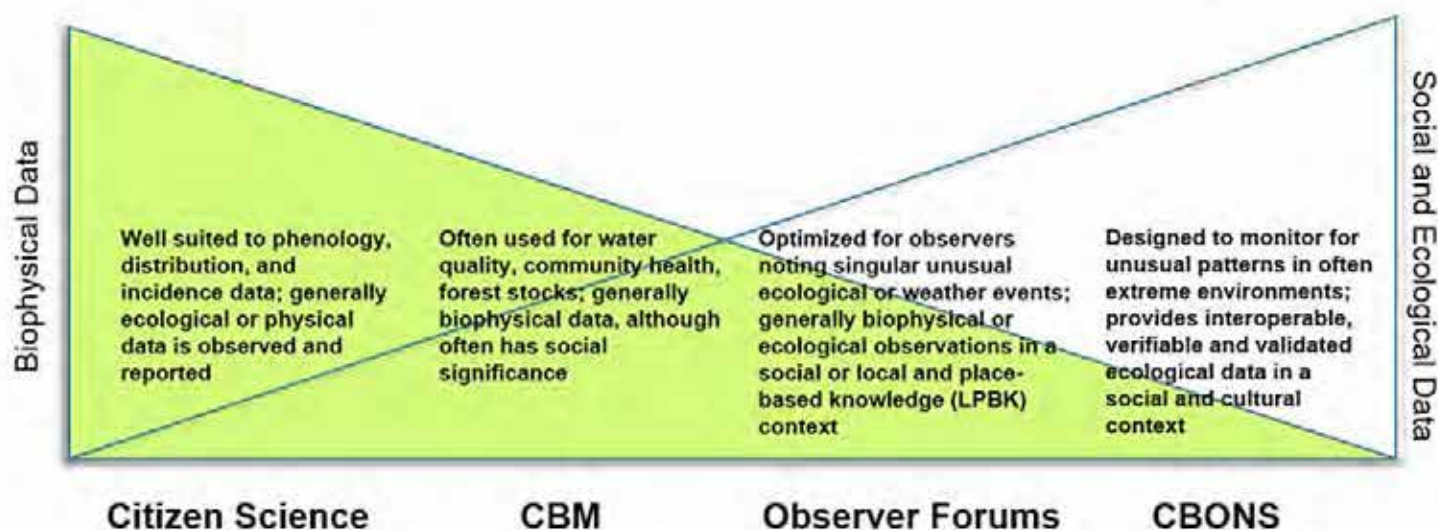 Biophysical Data
Well suited to phenology,
distribution, and
incidence data; generally
ecological or physical
data is observed and
reported
Often used for water
quality, community health,
forest stocks; generally
biophysical data, although
often has social
significance
Optimized for observers
noting singular unusual
ecological or weather events;
generally biophysical or
ecological observations in a
social or local and place-
based knowledge (LPBK)
context
Designed to monitor for
unusual patterns in often
extreme environments;
provides interoperable,
verifiable and validated
ecological data in a
social and cultural
context
Social and Ecological Data
Citizen Science
CBM
Observer Forums
CBONS